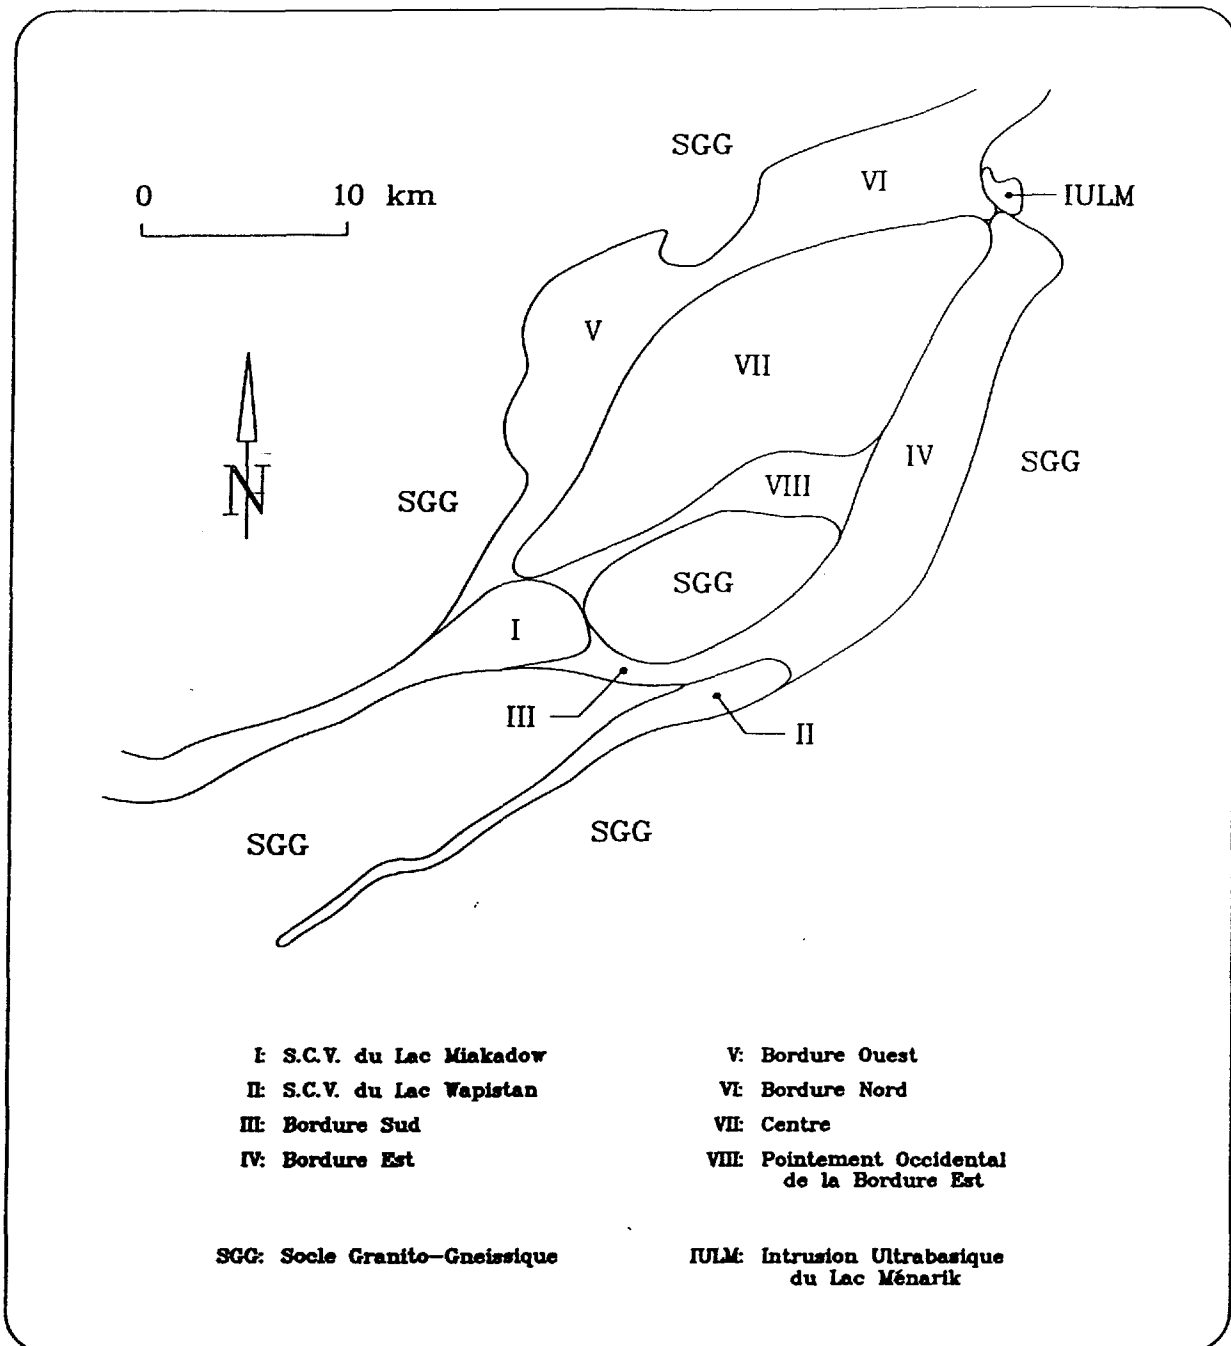 SGG
VI
0 10 km
IULM
V
VII
IV
SGG
VIII
SGG
N
SGG
I
III
II
SGG
SGG
I: S.C.V. du Lac Miakadow
II: S.C.V. du Lac Wapistan
III: Bordure Sud
IV: Bordure Est
V: Bordure Ouest
VI: Bordure Nord
VII: Centre
VIII: Pointement Occidental
de la Bordure Est
SGG: Socle Granito-Gneissique
IULM: Intrusion Ultrabasique
du Lac Ménarik